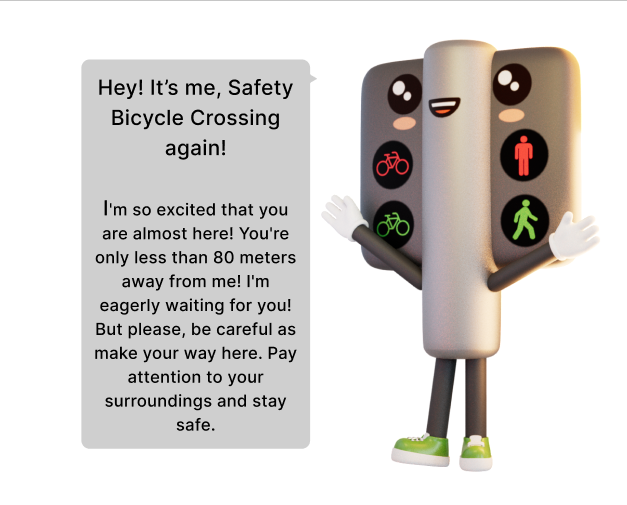 Hey! It’s me, Safety
Bicycle Crossing
again!
I'm so excited that you
are almost here! You're
only less than 80 meters
away from me! I'm
eagerly waiting for you!
But please, be careful as
make your way here. Pay
attention to your
surroundings and stay
safe.